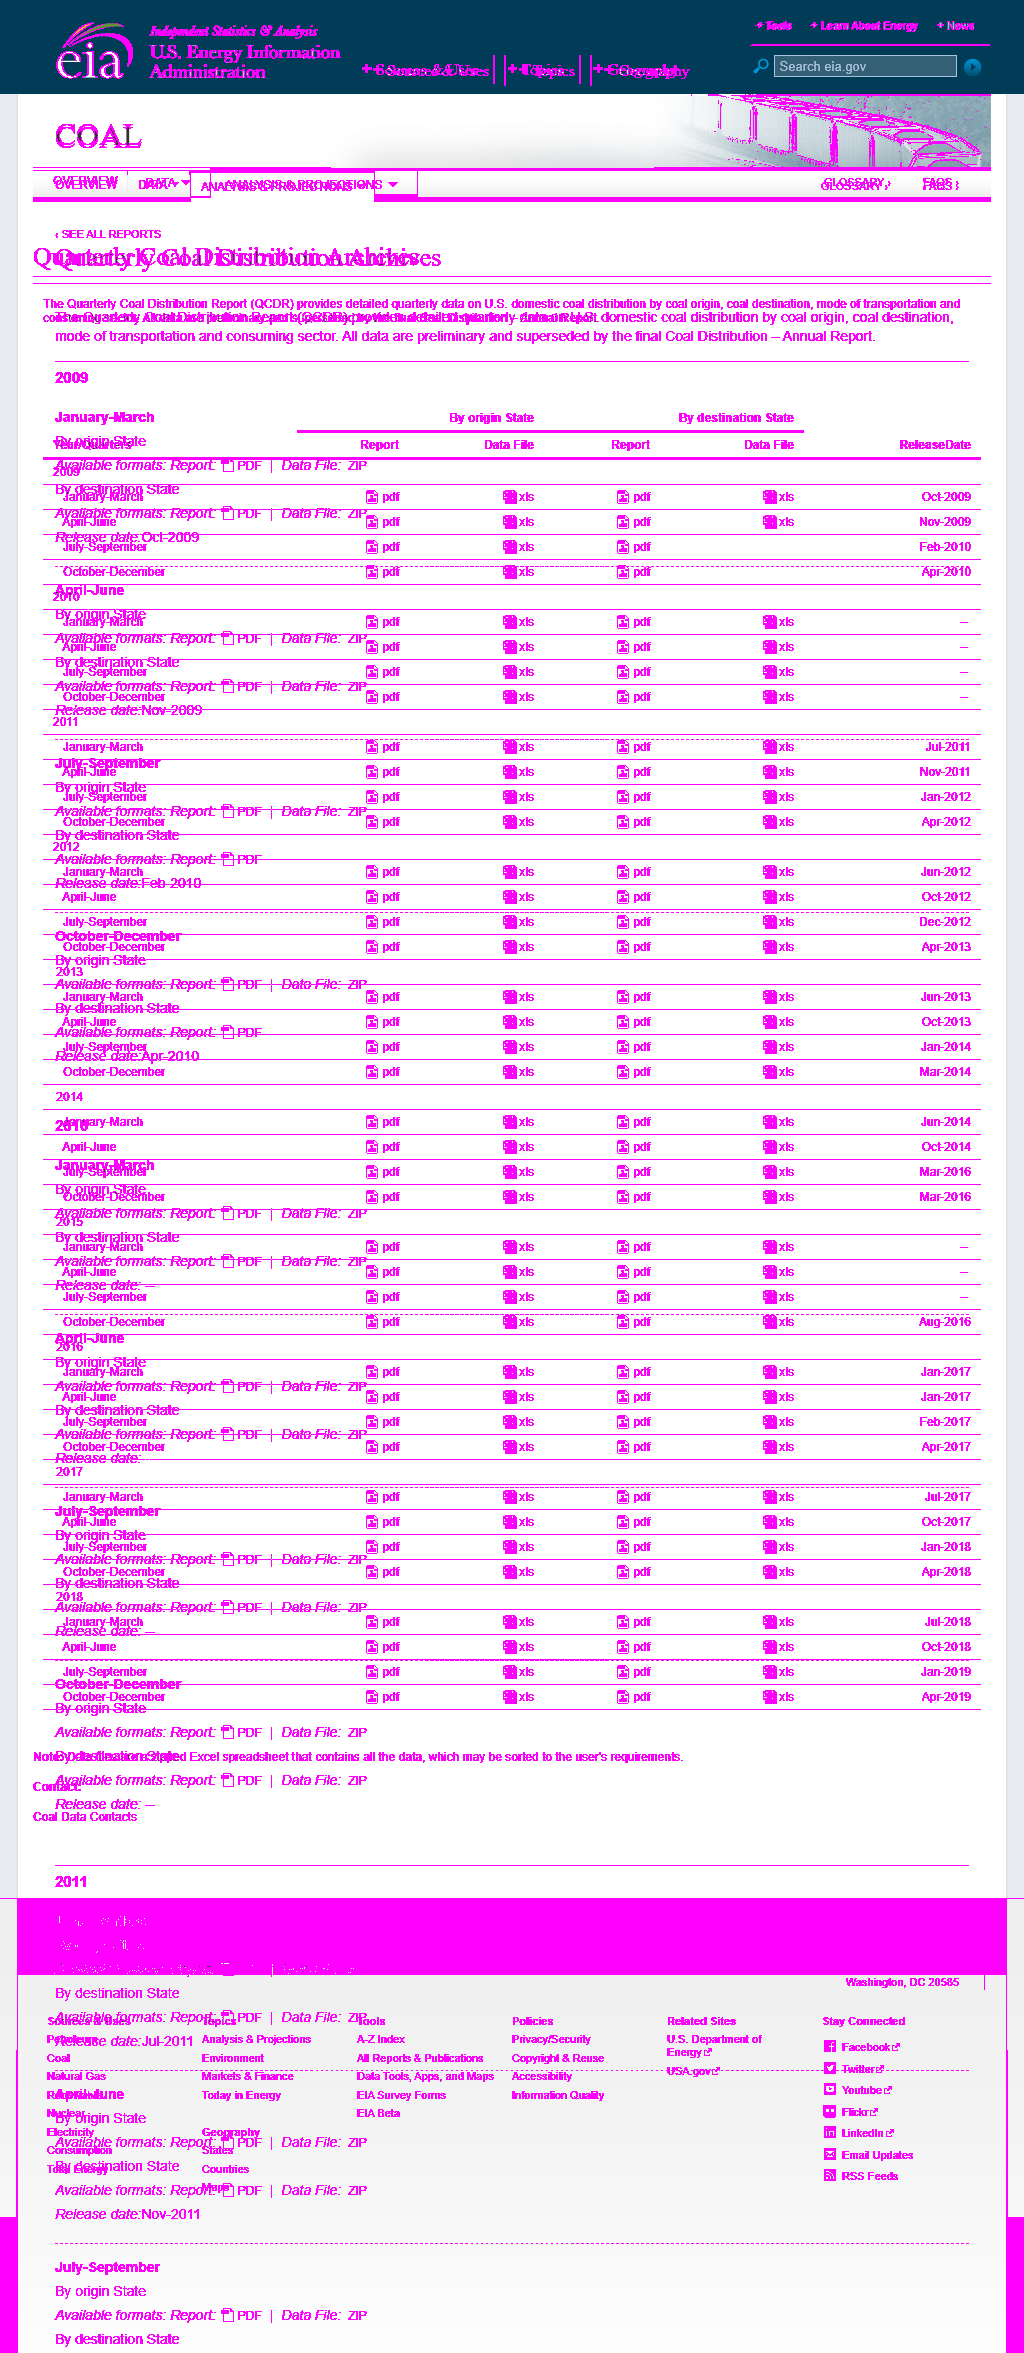 eia
Independent Statistics & Analysis
U.S. Energy Information
Administration
+ Tools + Learn About Energy + News
+ Sources & Uses + Topics + Geography
Search eia.gov
COAL
OVERVIEW DATA ANALYSIS & PROJECTIONS GLOSSARY › FAQS ›
‹ SEE ALL REPORTS
Quarterly Coal Distribution Archives
The Quarterly Coal Distribution Report (QCDR) provides detailed quarterly data on U.S. domestic coal distribution by coal origin, coal destination, mode of transportation and
The Quarterly Coal Distribution Report (QCDR) provides detailed quarterly data on U.S. domestic coal distribution by coal origin, coal destination,
mode of transportation and consuming sector. All data are preliminary and superseded by the final Coal Distribution – Annual Report.
2009
January-March By origin State By destination State
By origin State
Year/Quarters Report Data File Report Data File ReleaseDate
Available formats: Report: PDF | Data File: ZIP
2009
By destination State
January-March pdf xls pdf xls Oct-2009
Available formats: Report: PDF | Data File: ZIP
April-June pdf xls pdf xls Nov-2009
Release date:Oct-2009
July-September pdf xls pdf Feb-2010
October-December pdf xls pdf Apr-2010
April-June
2010
By origin State
January-March pdf xls pdf xls –
Available formats: Report: PDF | Data File: ZIP
April-June pdf xls pdf xls –
By destination State
July-September pdf xls pdf xls –
Available formats: Report: PDF | Data File: ZIP
October-December pdf xls pdf xls –
Release date:Nov-2009
2011
January-March pdf xls pdf xls Jul-2011
July-September
April-June pdf xls pdf xls Nov-2011
By origin State
July-September pdf xls pdf xls Jan-2012
Available formats: Report: PDF | Data File: ZIP
October-December pdf xls pdf xls Apr-2012
By destination State
2012
Available formats: Report: PDF
January-March pdf xls pdf xls Jun-2012
Release date:Feb-2010
April-June pdf xls pdf xls Oct-2012
July-September pdf xls pdf xls Dec-2012
October-December
October-December pdf xls pdf xls Apr-2013
By origin State
2013
Available formats: Report: PDF | Data File: ZIP
January-March pdf xls pdf xls Jun-2013
By destination State
April-June pdf xls pdf xls Oct-2013
Available formats: Report: PDF
July-September pdf xls pdf xls Jan-2014
Release date:Apr-2010
October-December pdf xls pdf xls Mar-2014
2014
January-March pdf xls pdf xls Jun-2014
2010
April-June pdf xls pdf xls Oct-2014
January-March
July-September pdf xls pdf xls Mar-2016
By origin State
October-December pdf xls pdf xls Mar-2016
Available formats: Report: PDF | Data File: ZIP
2015
By destination State
January-March pdf xls pdf xls –
Available formats: Report: PDF | Data File: ZIP
April-June pdf xls pdf xls –
Release date: –
July-September pdf xls pdf xls –
October-December pdf xls pdf xls Aug-2016
April-June
2016
By origin State
January-March pdf xls pdf xls Jan-2017
Available formats: Report: PDF | Data File: ZIP
April-June pdf xls pdf xls Jan-2017
By destination State
July-September pdf xls pdf xls Feb-2017
Available formats: Report: PDF | Data File: ZIP
October-December pdf xls pdf xls Apr-2017
Release date:
2017
January-March pdf xls pdf xls Jul-2017
July-September
April-June pdf xls pdf xls Oct-2017
By origin State
July-September pdf xls pdf xls Jan-2018
Available formats: Report: PDF | Data File: ZIP
October-December pdf xls pdf xls Apr-2018
By destination State
2018
Available formats: Report: PDF | Data File: ZIP
January-March pdf xls pdf xls Jul-2018
Release date: –
April-June pdf xls pdf xls Oct-2018
July-September pdf xls pdf xls Jan-2019
October-December
October-December pdf xls pdf xls Apr-2019
By origin State
Available formats: Report: PDF | Data File: ZIP
By destination State
Excel spreadsheet that contains all the data, which may be sorted to the user's requirements.
Available formats: Report: PDF | Data File: ZIP
Contact:
Release date: –
Coal Data Contacts
2011
Washington, DC 20585
By destination State
Available formats: Report: PDF | Data File: ZIP
Sources & Uses Topics Tools Policies Related Sites Stay Connected
Release date:Jul-2011
Petroleum Analysis & Projections A-Z Index Privacy/Security U.S. Department of
Energy Facebook
Coal Environment All Reports & Publications Copyright & Reuse
USA.gov Twitter
Natural Gas Markets & Finance Data Tools, Apps, and Maps Accessibility
April-June
Today in Energy EIA Survey Forms Information Quality Youtube
Nuclear EIA Beta Flickr
By origin State
Electricity Geography LinkedIn
Available formats: Report: PDF | Data File: ZIP
Consumption States Email Updates
By destination State
Total Energy Countries RSS Feeds
Maps
Available formats: Report: PDF | Data File: ZIP
Release date:Nov-2011
July-September
By origin State
Available formats: Report: PDF | Data File: ZIP
By destination State